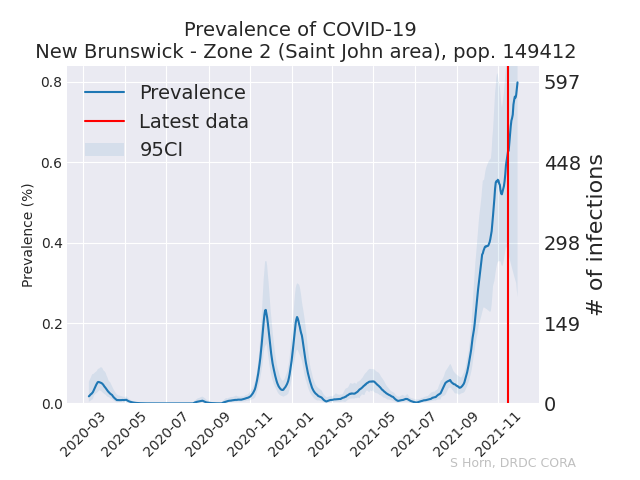 Prevalence of COVID-19
New Brunswick - Zone 2 (Saint John area), pop. 149412
Prevalence
Latest data
95CI
Prevalence (%)
0.8
0.6
0.4
0.2
0.0
597
448
298
149
0
# of infections
2020-03
2020-05
2020-07
2020-09
2020-11
2021-01
2021-03
2021-05
2021-07
2021-09
2021-11
S Horn, DRDC CORA